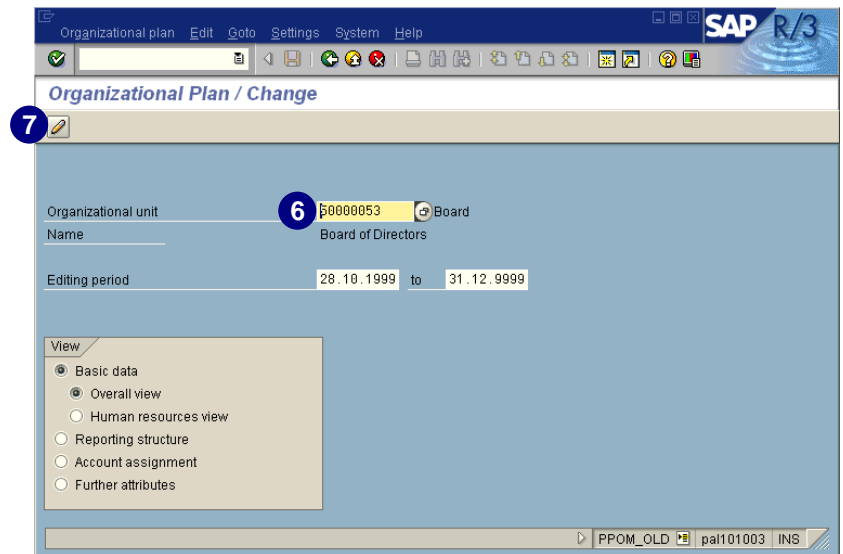 Organizational plan Edit Goto Settings System Help
SAP R/3
Organizational Plan / Change
7
Organizational unit 6 50000053 Board
Name Board of Directors
Editing period 28.10.1999 to 31.12.9999
View
Basic data
Overall view
Human resources view
Reporting structure
Account assignment
Further attributes
PPOM_OLD pal101003 INS